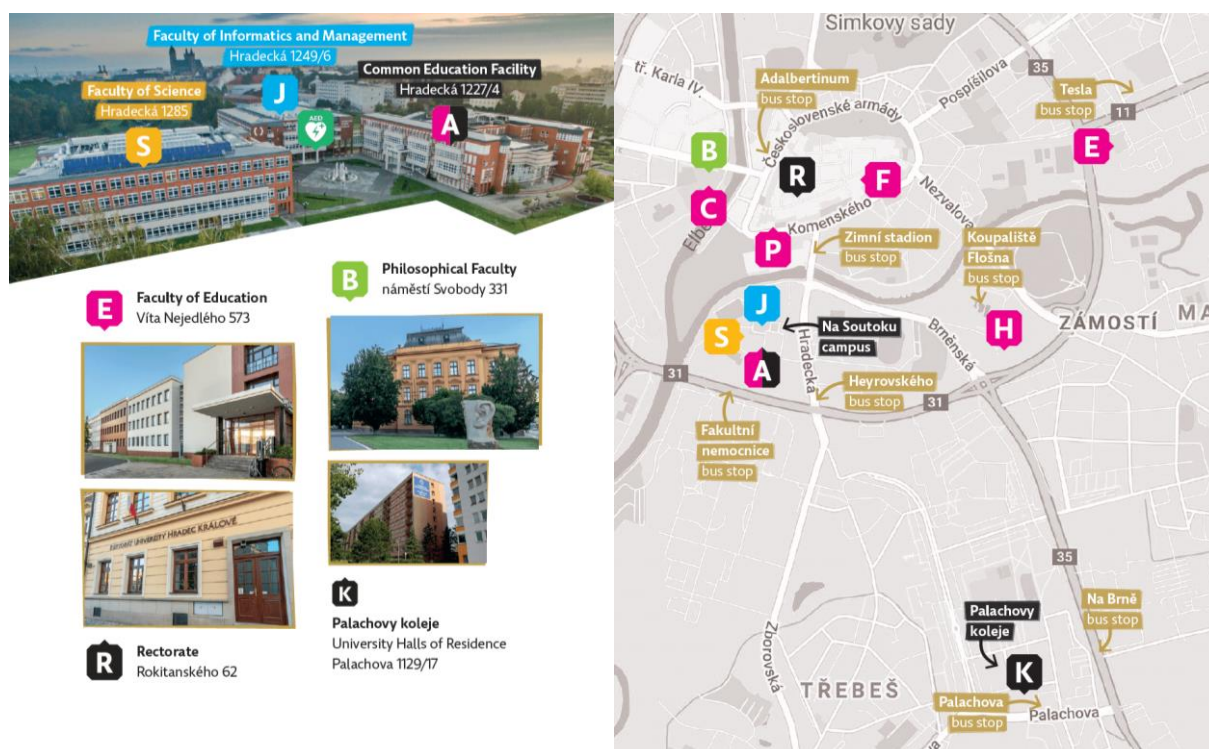 Faculty of Informatics and Management
Hradecká 1249/6
J
AED
Common Education Facility
Hradecká 1227/4
A
Faculty of Science
Hradecká 1285
S
E
Faculty of Education
Víta Nejedlého 573
B
Philosophical Faculty
náměstí Svobody 331
UNIVERZITY HRADEC KRÁLOVÉ
R
Rectorate
Rokitanského 62
K
Palachovy koleje
University Halls of Residence
Palachova 1129/17
Šimkovy sady
35
Tesla
bus stop
11
tř. Karla IV.
Adalbertinum
bus stop
Pospíšilova
Československé armády
E
B
R
F
C
Nezvalova
Komenského
P
Zimní stadion
bus stop
Koupaliště
Flošna
bus stop
J
Na Soutoku
campus
S
A
Hradecká
Brněnská
H
ZÁMOSTÍ
31
Heyrovského
bus stop
31
Fakultní
nemocnice
bus stop
35
Palachovy
koleje
Na Brně
bus stop
K
Zborovská
TŘEBEŠ
Palachova
bus stop
Palachova